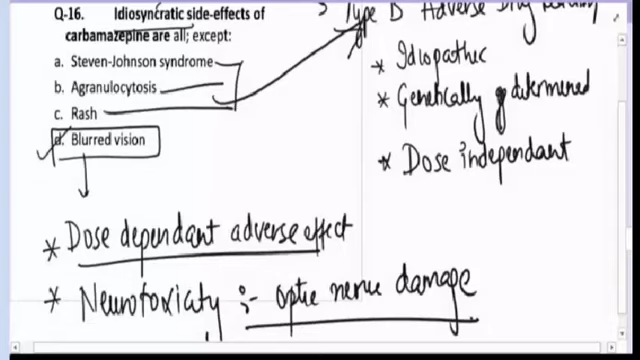 Q-16. Idiosyncratic side-effects of
carbamazepine are all; except:
a. Steven-Johnson syndrome
b. Agranulocytosis
c. Rash
d. Blurred vision
Type B Adverse Drug
* Idiopathic
* Genetically determined
* Dose independant
* Dose dependant adverse effect
* Neurotoxicaty :- Optic nerve damage